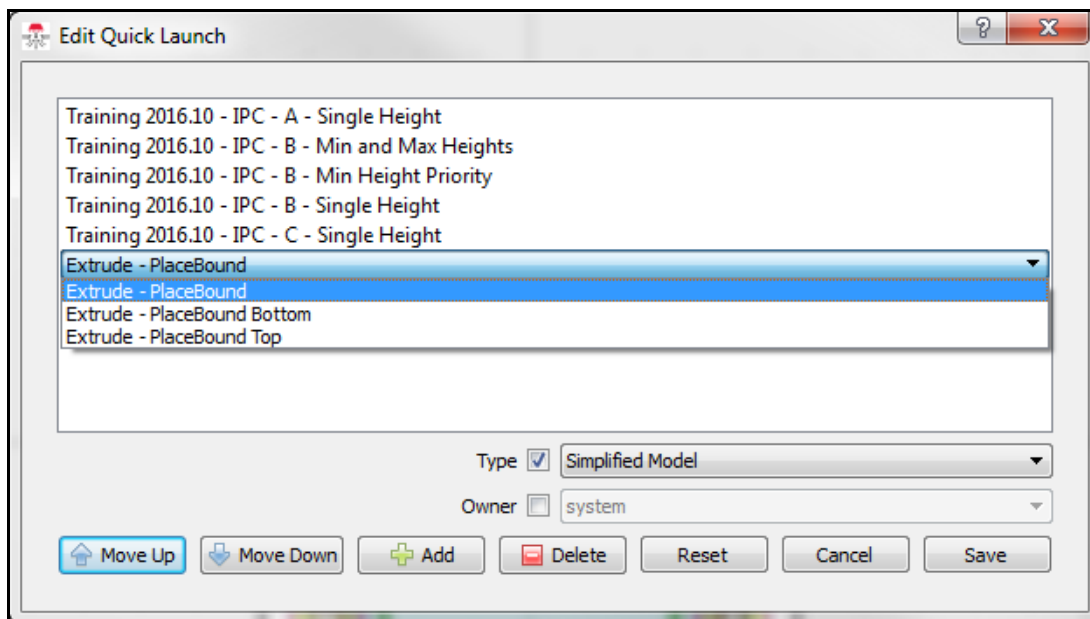 Edit Quick Launch
Training 2016.10 - IPC - A - Single Height
Training 2016.10 - IPC - B - Min and Max Heights
Training 2016.10 - IPC - B - Min Height Priority
Training 2016.10 - IPC - B - Single Height
Training 2016.10 - IPC - C - Single Height
Extrude - PlaceBound
Extrude - PlaceBound
Extrude - PlaceBound Bottom
Extrude - PlaceBound Top
Type Simplified Model
Owner system
Move Up Move Down Add Delete Reset Cancel Save